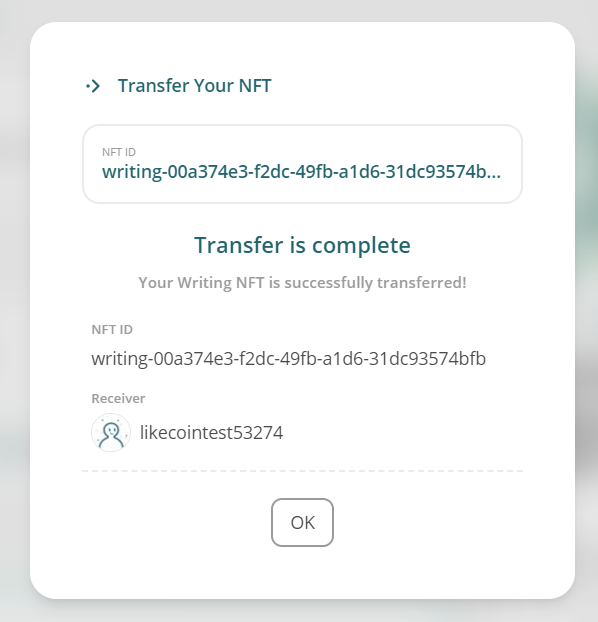 Transfer Your NFT
NFT ID
writing-00a374e3-f2dc-49fb-a1d6-31dc93574b...
Transfer is complete
Your Writing NFT is successfully transferred!
NFT ID
writing-00a374e3-f2dc-49fb-a1d6-31dc93574bfb
Receiver
likecointest53274
OK